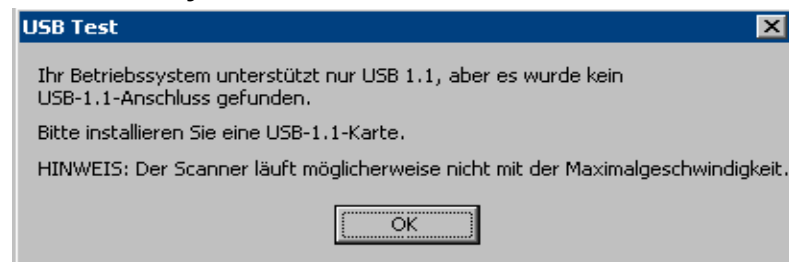 USB Test
Ihr Betriebssystem unterstützt nur USB 1.1, aber es wurde kein
USB-1.1-Anschluss gefunden.
Bitte installieren Sie eine USB-1.1-Karte.
HINWEIS: Der Scanner läuft möglicherweise nicht mit der Maximalgeschwindigkeit.
OK